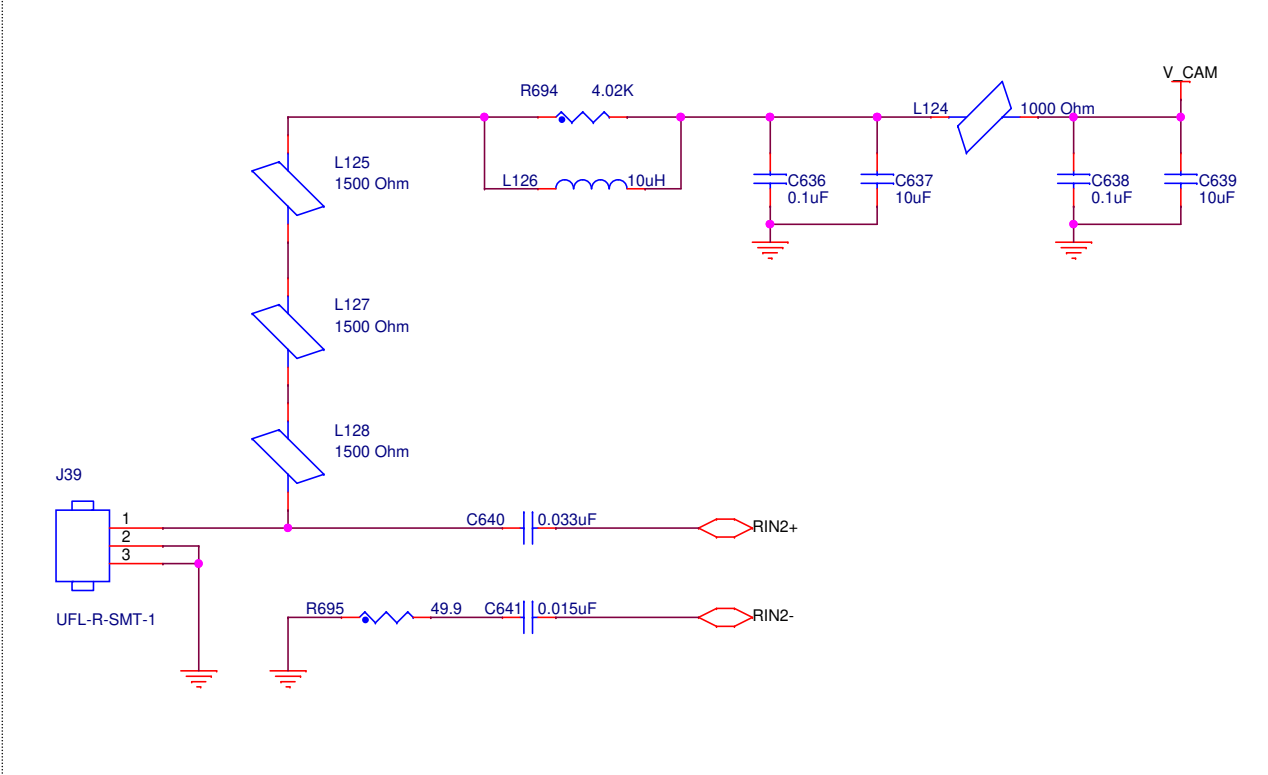 V_CAM
R694 4.02K
L124 1000 Ohm
L125
1500 Ohm
L126 10uH
C636
0.1uF
C637
10uF
C638
0.1uF
C639
10uF
L127
1500 Ohm
L128
1500 Ohm
J39
1
2
3
UFL-R-SMT-1
C640 0.033uF RIN2+
R695 49.9 C641 0.015uF RIN2-